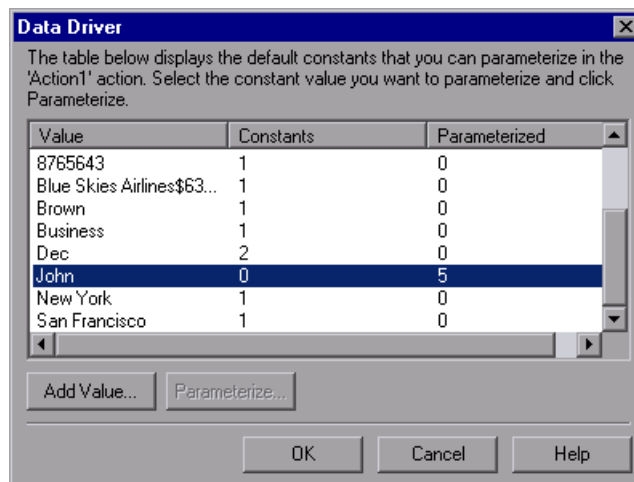 Data Driver
The table below displays the default constants that you can parameterize in the
'Action1' action. Select the constant value you want to parameterize and click
Parameterize.
Value Constants Parameterized
8765643 1 0
Blue Skies Airlines$63... 1 0
Brown 1 0
Business 1 0
Dec 2 0
John 0 5
New York 1 0
San Francisco 1 0
Add Value... Parameterize...
OK Cancel Help